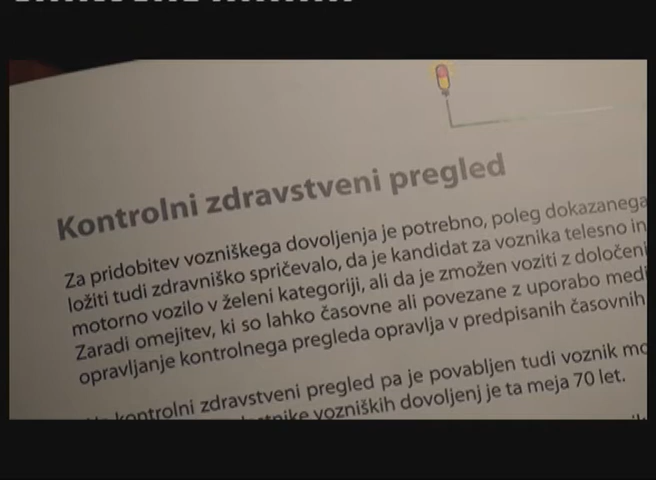 Kontrolni zdravstveni pregled
Za pridobitev vozniškega dovoljenja je potrebno, poleg dokazanega
ložiti tudi zdravniško spričevalo, da je kandidat za voznika telesno in
motorno vozilo v želeni kategoriji, ali da je zmožen voziti z določeni
Zaradi omejitev, ki so lahko časovne ali povezane z uporabo medi
opravljanje kontrolnega pregleda opravlja v predpisanih časovnih
kontrolni zdravstveni pregled pa je povabljen tudi voznik mo
vozniških dovoljenj je ta meja 70 let.